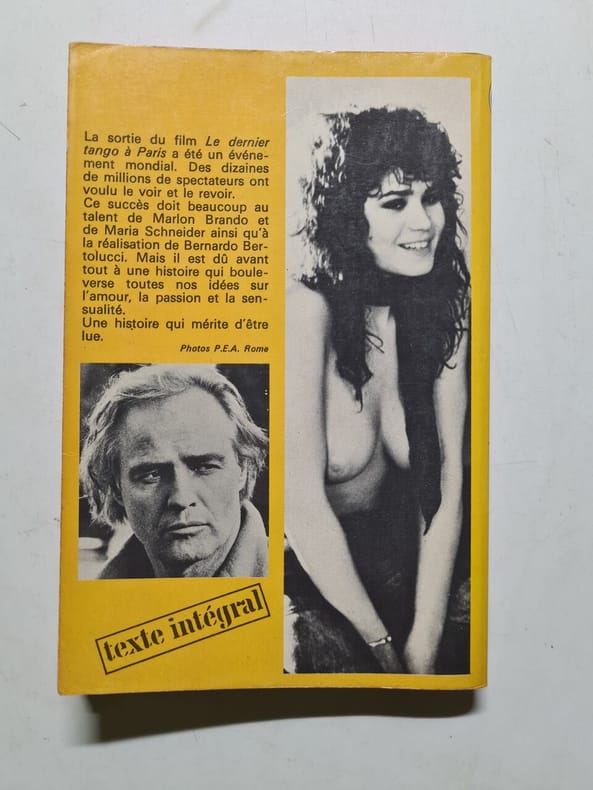 La sortie du film Le dernier
tango à Paris a été un événe-
ment mondial. Des dizaines
de millions de spectateurs ont
voulu le voir et le revoir.
Ce succès doit beaucoup au
talent de Marlon Brando et
de Maria Schneider ainsi qu'à
la réalisation de Bernardo Ber-
tolucci. Mais il est dû avant
tout à une histoire qui boule-
verse toutes nos idées sur
l'amour, la passion et la sen-
sualité.
Une histoire qui mérite d'être
lue.
Photos P.E.A. Rome
texte intégral